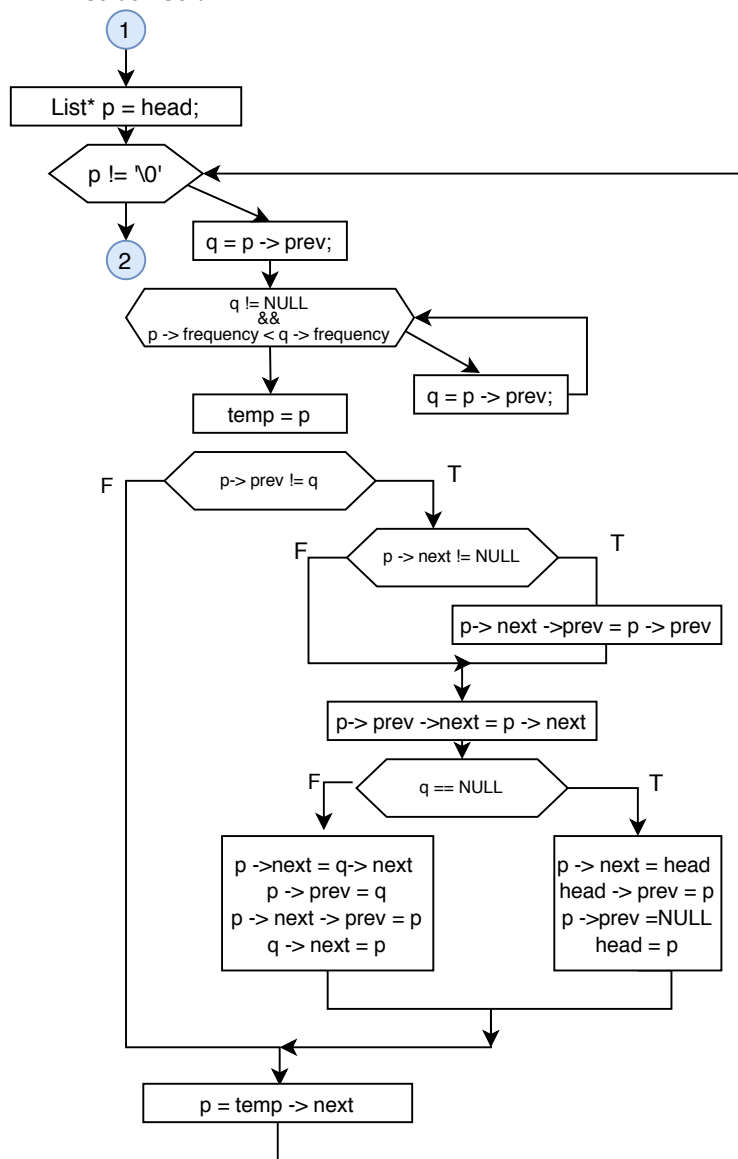 1
List* p = head;
p != '\0'
2
q = p -> prev;
q != NULL
&&
p -> frequency < q -> frequency
q = p -> prev;
temp = p
p-> prev != q
F
T
p -> next != NULL
F
T
p-> next ->prev = p -> prev
p-> prev ->next = p -> next
q == NULL
F
T
p ->next = q-> next
p -> prev = q
p -> next -> prev = p
q -> next = p
p -> next = head
head -> prev = p
p ->prev =NULL
head = p
p = temp -> next